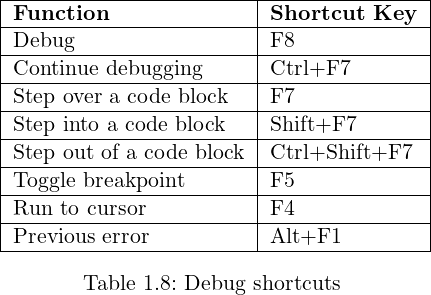 Function Shortcut Key
Debug F8
Continue debugging Ctrl+F7
Step over a code block F7
Step into a code block Shift+F7
Step out of a code block Ctrl+Shift+F7
Toggle breakpoint F5
Run to cursor F4
Previous error Alt+F1
Table 1.8: Debug shortcuts